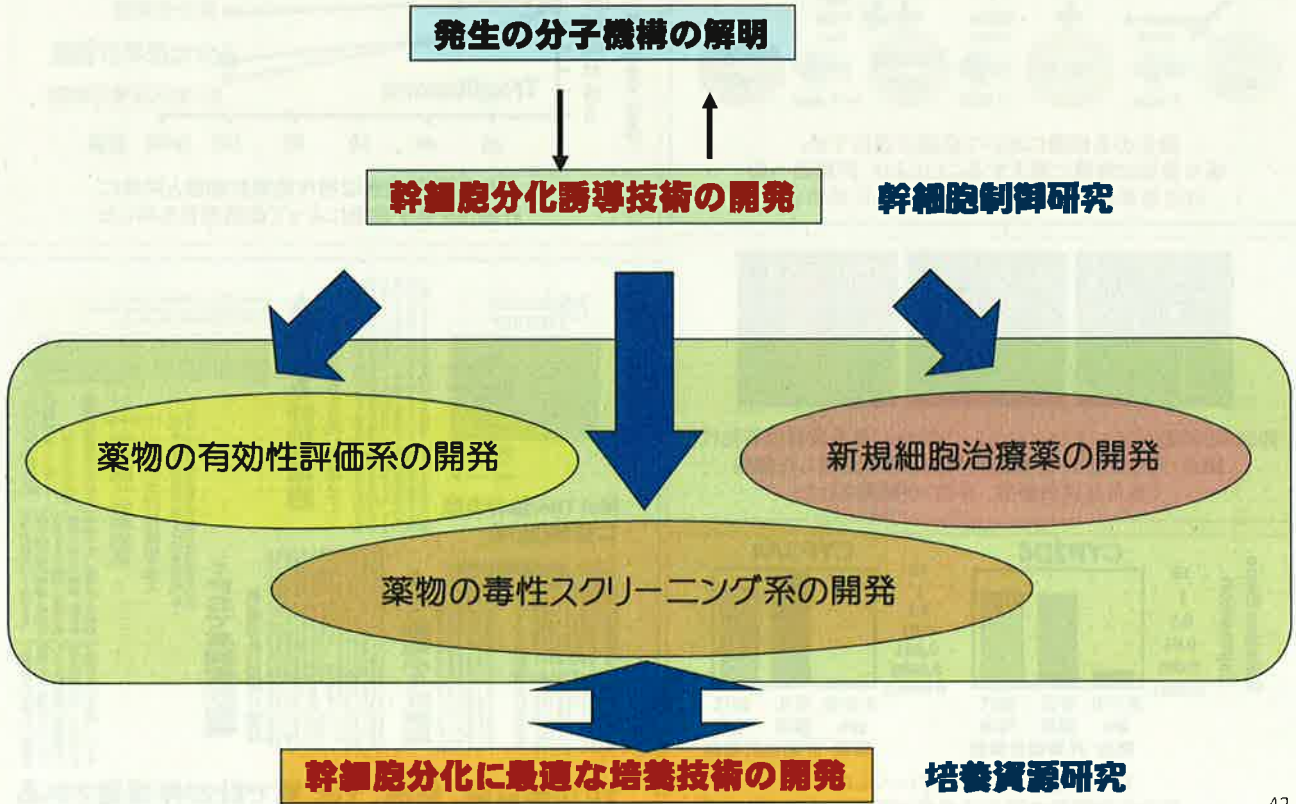 発生の分子機構の解明
幹細胞分化誘導技術の開発 幹細胞制御研究
薬物の有効性評価系の開発 新規細胞治療薬の開発
薬物の毒性スクリーニング系の開発
幹細胞分化に最適な培養技術の開発 培養資源研究